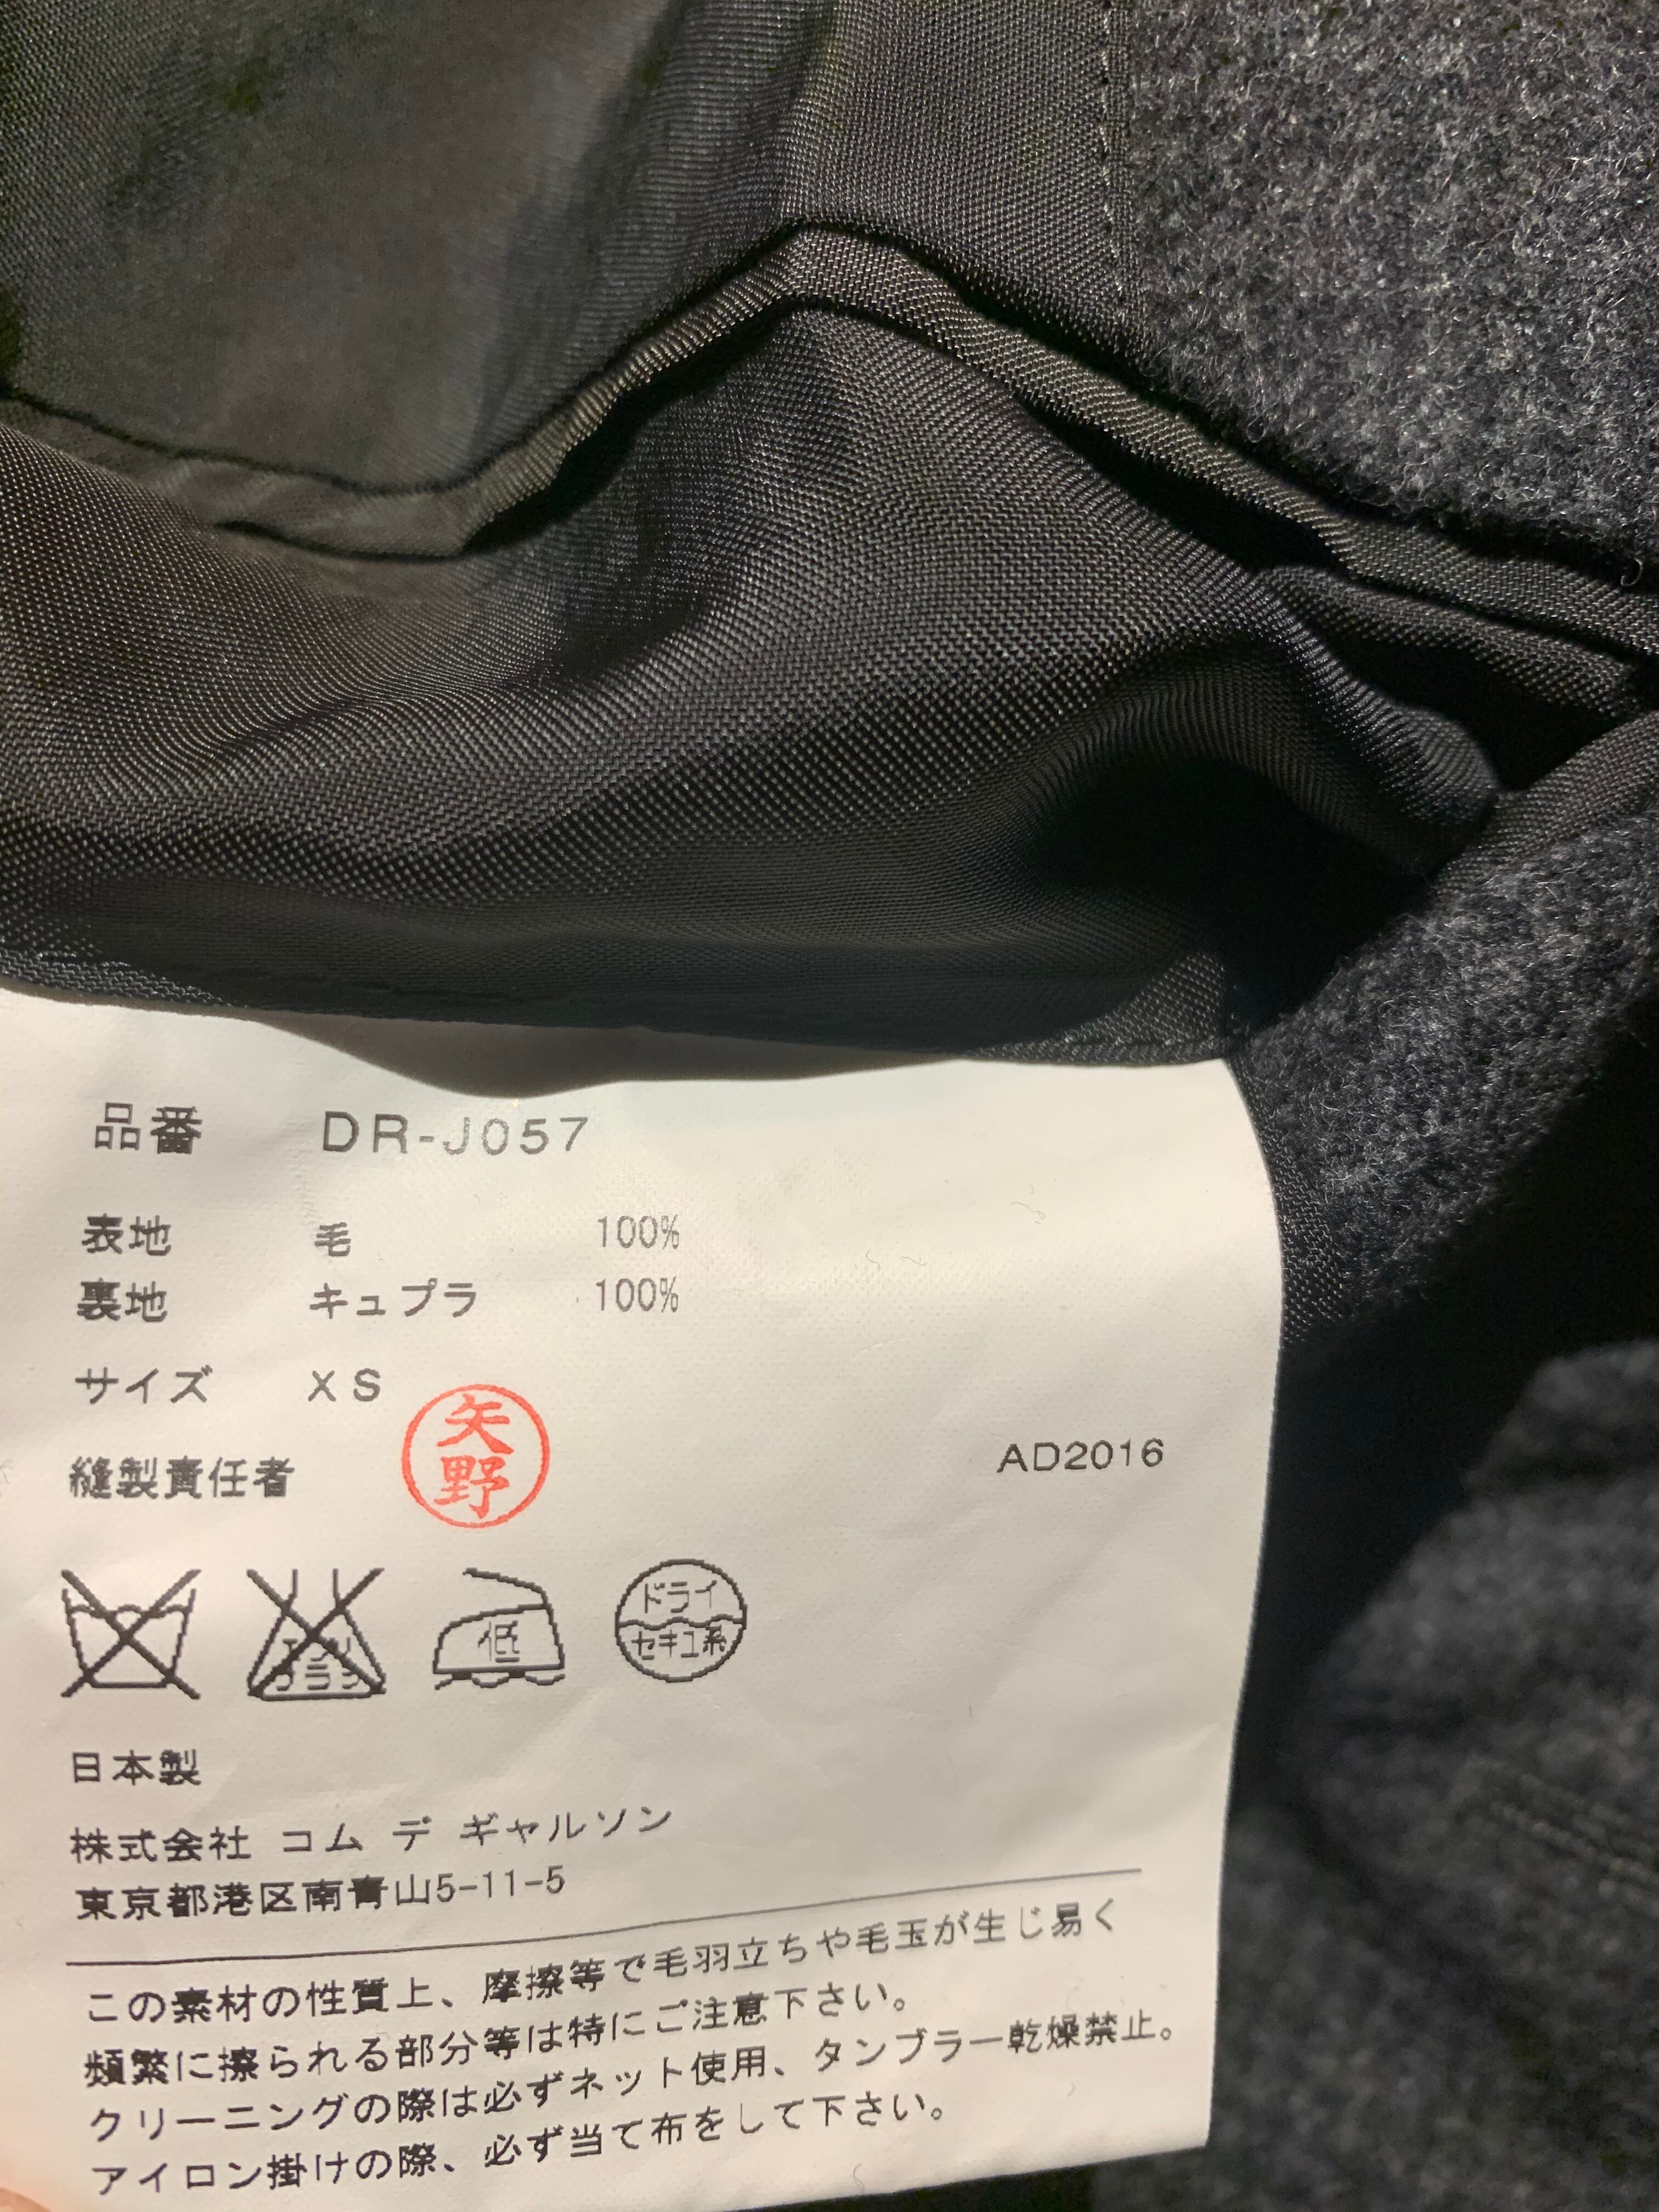 品番 DR-J057
表地 毛 100%
裏地 キュプラ 100%
サイズ XS
縫製責任者 矢野
AD2016
エンソ
サラシ
低
ドライ
セキユ系
日本製
株式会社 コム デ ギャルソン
東京都港区南青山5-11-5
この素材の性質上、摩擦等で毛羽立ちや毛玉が生じ易く
頻繁に擦られる部分等は特にご注意下さい。
クリーニングの際は必ずネット使用、タンブラー乾燥禁止。
アイロン掛けの際、必ず当て布をして下さい。